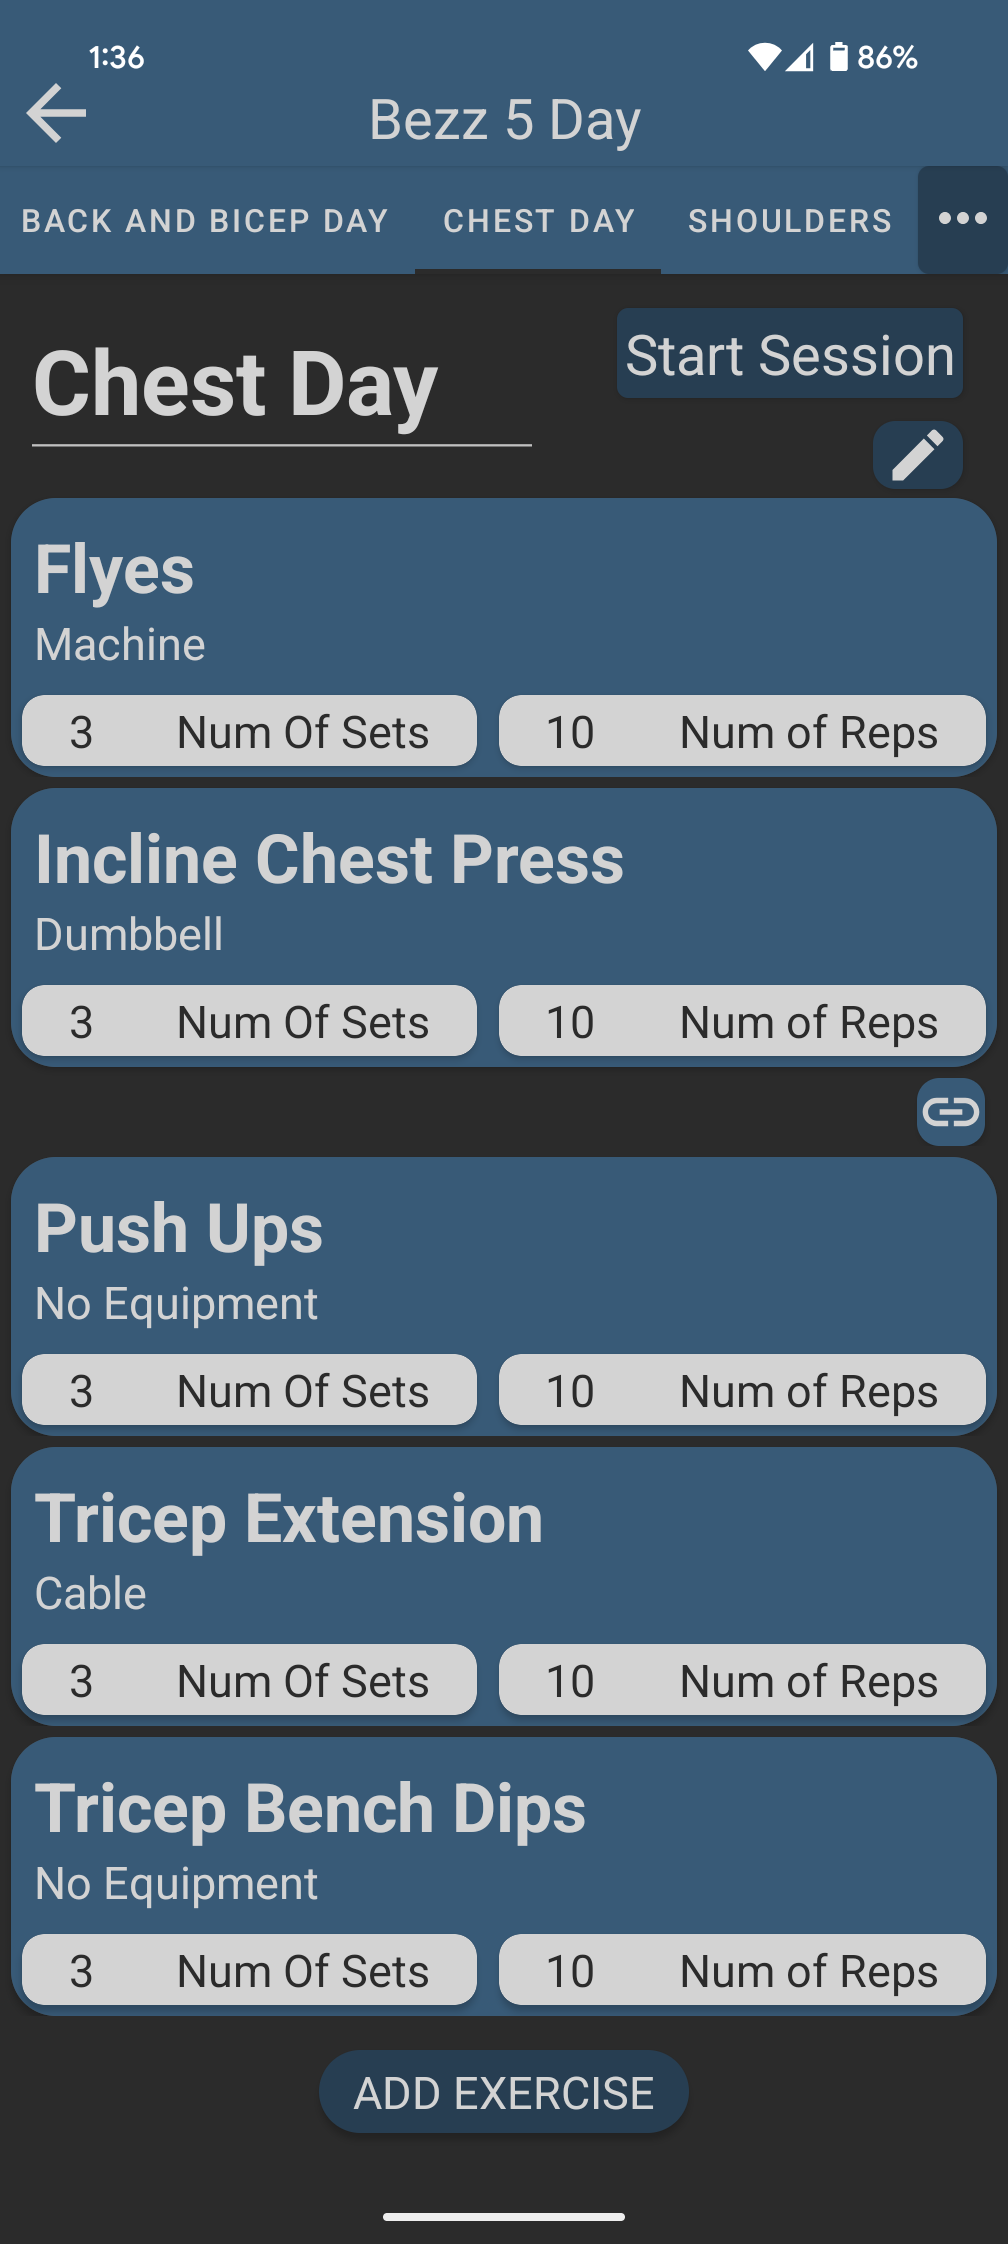 1:36 86%
Bezz 5 Day
BACK AND BICEP DAY CHEST DAY SHOULDERS
Start Session
Chest Day
Flyes
Machine
3 Num Of Sets 10 Num of Reps
Incline Chest Press
Dumbbell
3 Num Of Sets 10 Num of Reps
Push Ups
No Equipment
3 Num Of Sets 10 Num of Reps
Tricep Extension
Cable
3 Num Of Sets 10 Num of Reps
Tricep Bench Dips
No Equipment
3 Num Of Sets 10 Num of Reps
ADD EXERCISE